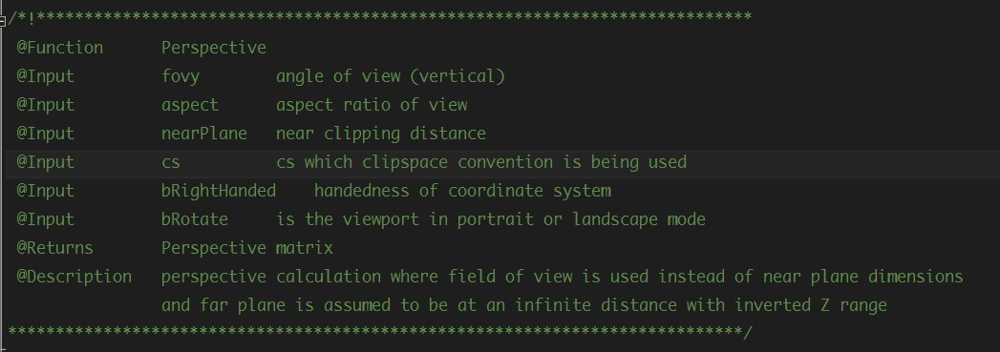 /*!***************************************************************************
@Function Perspective
@Input fovy angle of view (vertical)
@Input aspect aspect ratio of view
@Input nearPlane near clipping distance
@Input cs cs which clipspace convention is being used
@Input bRightHanded handedness of coordinate system
@Input bRotate is the viewport in portrait or landscape mode
@Returns Perspective matrix
@Description perspective calculation where field of view is used instead of near plane dimensions
and far plane is assumed to be at an infinite distance with inverted Z range
*****************************************************************************/